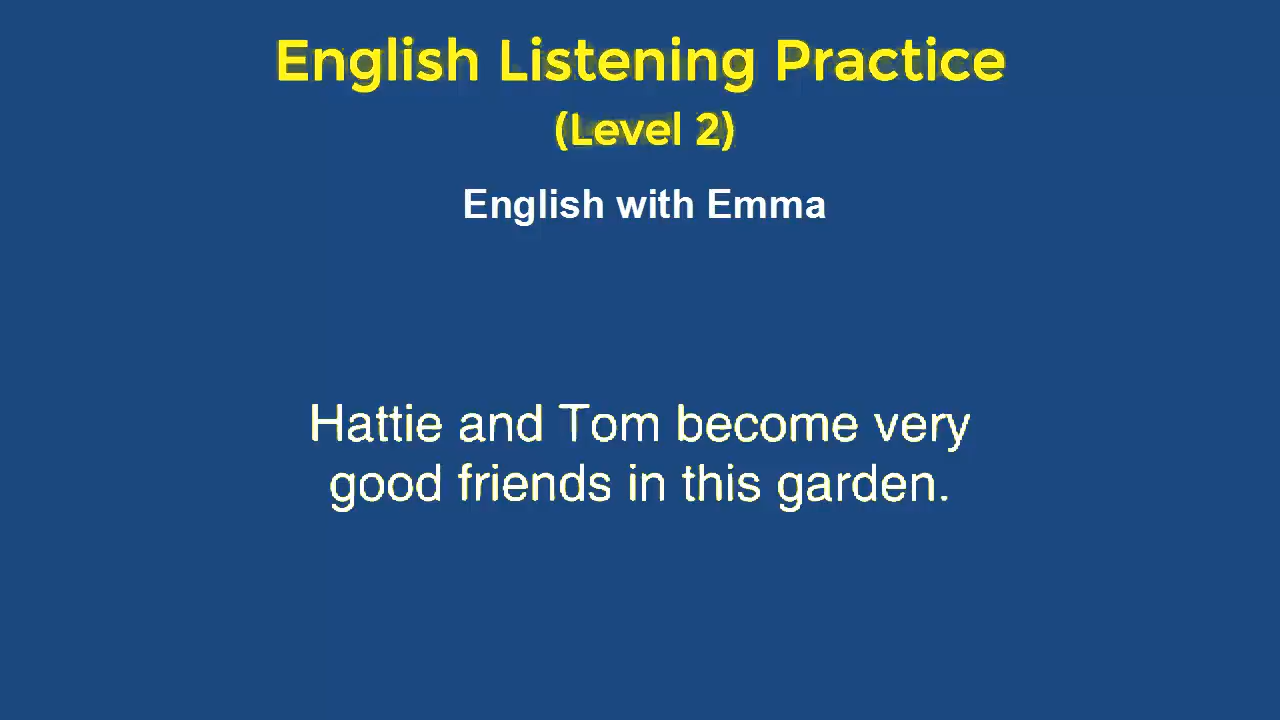 English Listening Practice
(Level 2)
English with Emma
Hattie and Tom become very
good friends in this garden.